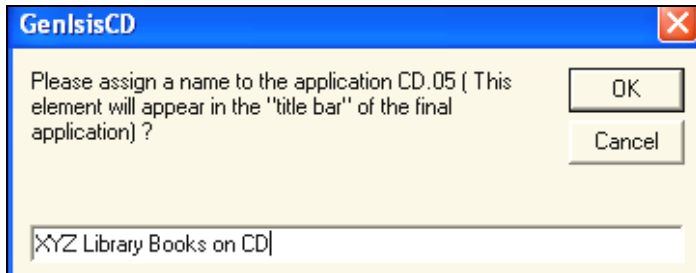 GenIsisCD
Please assign a name to the application CD.05 ( This
element will appear in the "title bar" of the final
application) ?
OK
Cancel
XYZ Library Books on CD